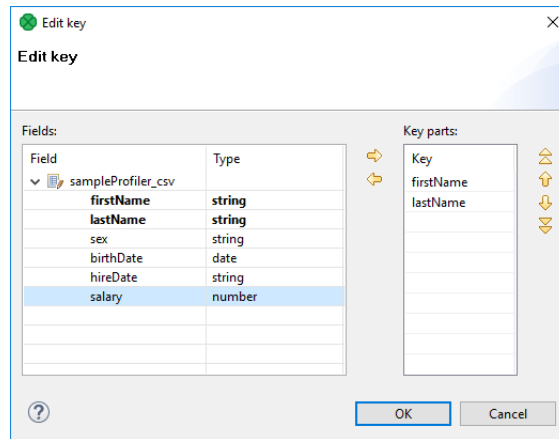 Edit key
Edit key
Fields:
Key parts:
Field Type
sampleProfiler_csv
firstName string
lastName string
sex string
birthDate date
hireDate string
salary number
Key
firstName
lastName
?
OK Cancel